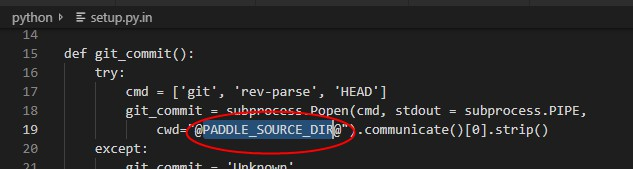 python > setup.py.in
14
15 def git_commit():
16 try:
17 cmd = ['git', 'rev-parse', 'HEAD']
18 git_commit = subprocess.Popen(cmd, stdout = subprocess.PIPE,
19 cwd="@PADDLE_SOURCE_DIR@").communicate()[0].strip()
20 except:
21 git_commit = 'Unknown'